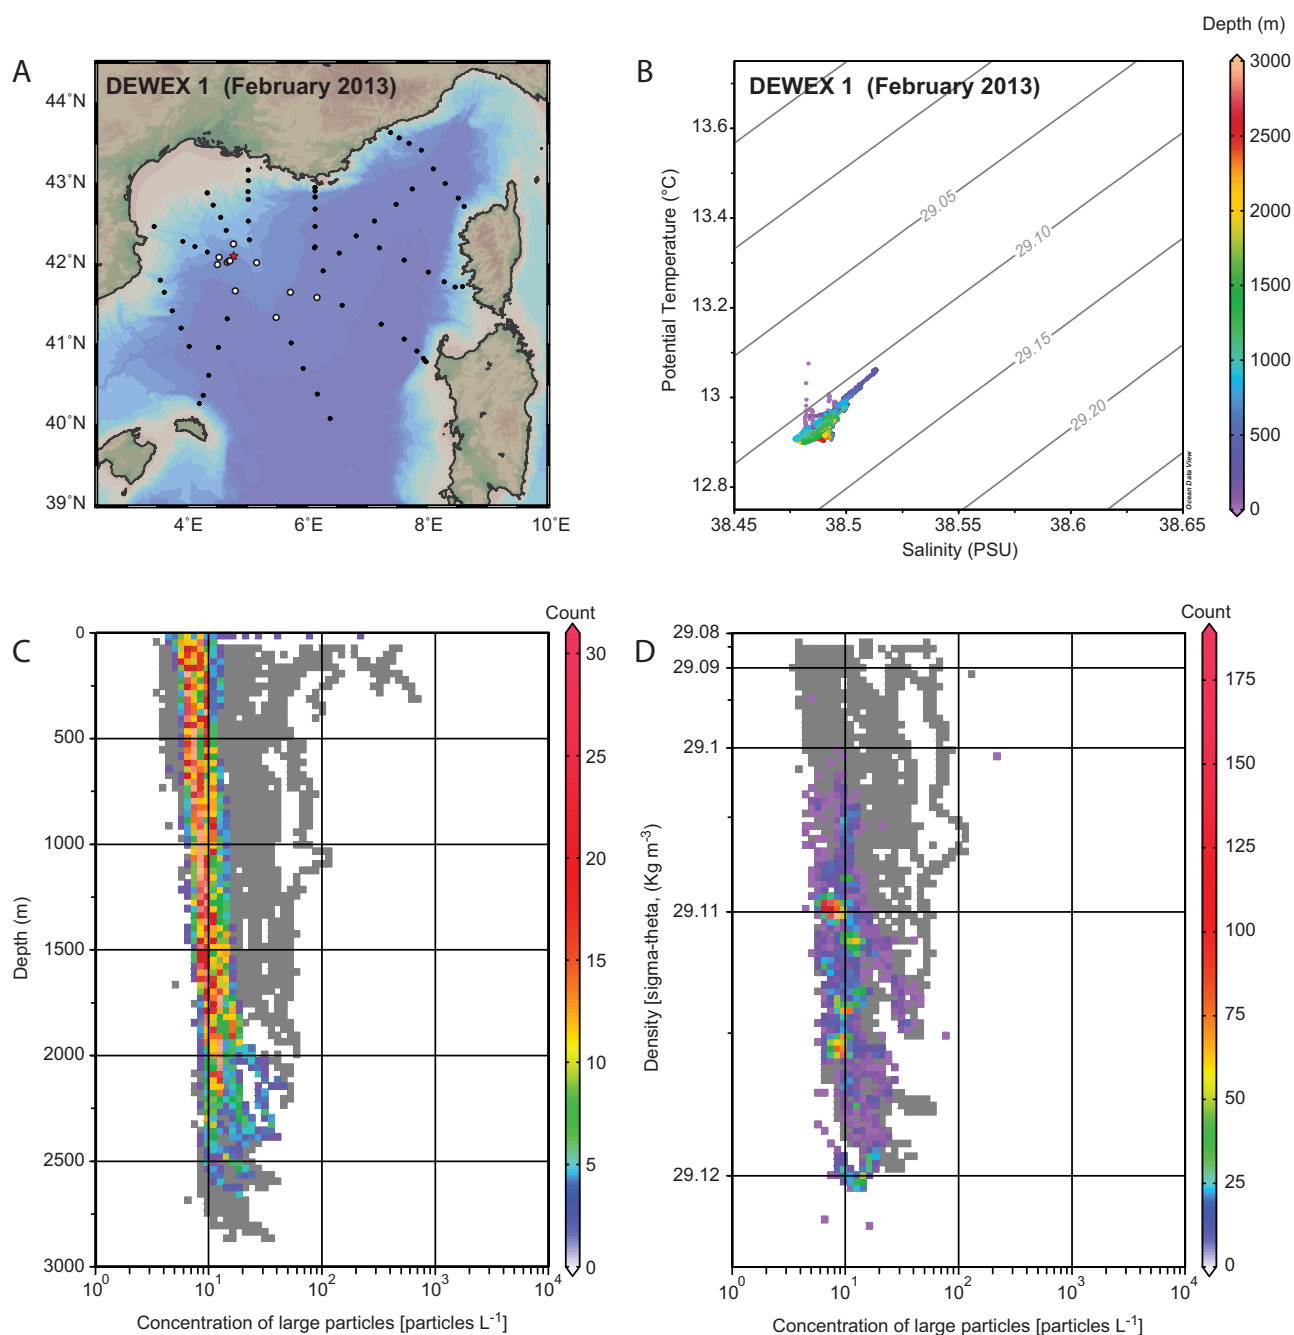 A
DEWEX 1 (February 2013)
44°N
43°N
42°N
41°N
40°N
39°N
4°E
6°E
8°E
10°E
B
DEWEX 1 (February 2013)
Depth (m)
3000
2500
2000
1500
1000
500
0
Potential Temperature (°C)
13.6
13.4
13.2
13
12.8
29.05
29.10
29.15
29.20
Ocean Data View
38.45
38.5
38.55
38.6
38.65
Salinity (PSU)
C
Count
30
25
20
15
10
5
0
Depth (m)
0
500
1000
1500
2000
2500
3000
10^0
10^1
10^2
10^3
10^4
Concentration of large particles [particles L^-1]
D
Count
175
150
125
100
75
50
25
0
Density [sigma-theta, (Kg m^-3)
29.08
29.09
29.1
29.11
29.12
10^0
10^1
10^2
10^3
10^4
Concentration of large particles [particles L^-1]